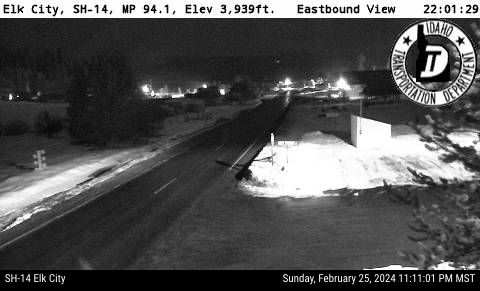 Elk City, SH-14, MP 94.1, Elev 3,939ft. Eastbound View 22:01:29
IDAHO
TRANSPORTATION DEPARTMENT
SH-14 Elk City Sunday, February 25, 2024 11:11:01 PM MST